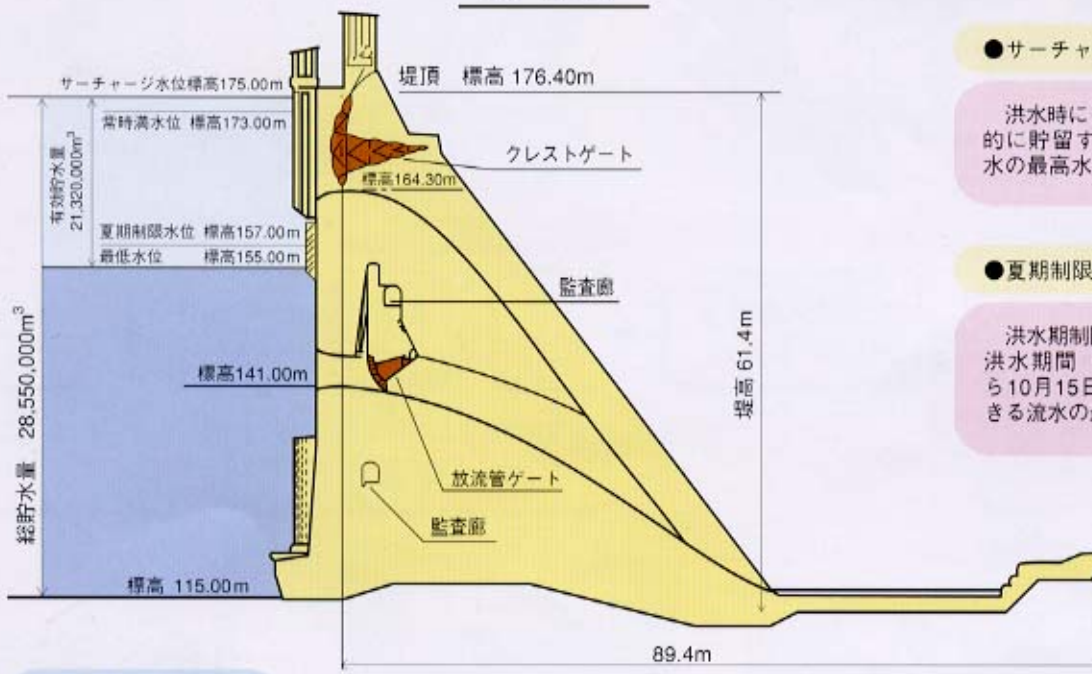 サーチャージ水位標高175.00m
堤頂 標高 176.40m
常時満水位 標高173.00m
クレストゲート
標高164.30m
有効貯水量
21,320,000m³
夏期制限水位 標高157.00m
最低水位 標高155.00m
監査廊
標高141.00m
堤高 61.4m
総貯水量 28,550,000m³
放流管ゲート
監査廊
標高 115.00m
89.4m
●サーチャ
洪水時に
的に貯留す
水の最高水
●夏期制限
洪水期制
洪水期間
ら10月15日
きる流水の